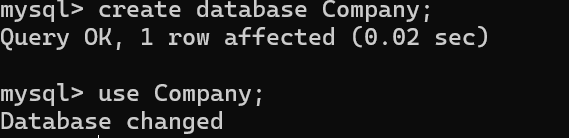 mysql> create database Company;
Query OK, 1 row affected (0.02 sec)
mysql> use Company;
Database changed